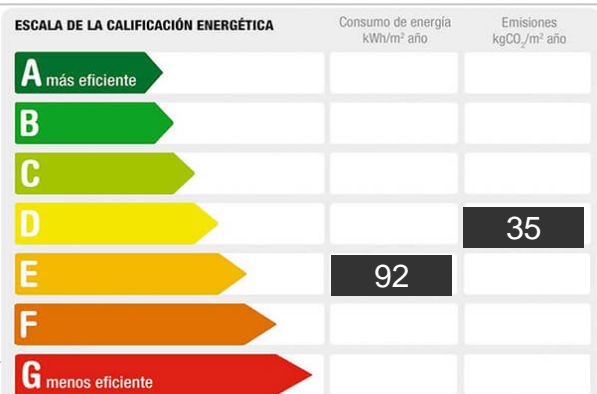 ESCALA DE LA CALIFICACIÓN ENERGÉTICA
Consumo de energía
kWh/m² año
Emisiones
kgCO₂/m² año
A más eficiente
B
C
D
35
E
92
F
G menos eficiente